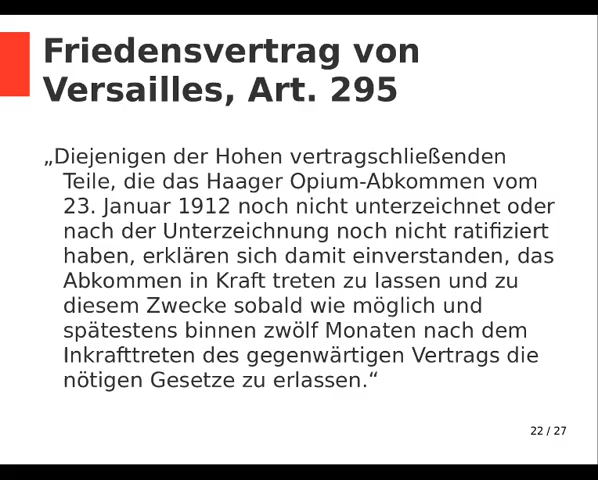 Friedensvertrag von
Versailles, Art. 295
„Diejenigen der Hohen vertragschließenden
Teile, die das Haager Opium-Abkommen vom
23. Januar 1912 noch nicht unterzeichnet oder
nach der Unterzeichnung noch nicht ratifiziert
haben, erklären sich damit einverstanden, das
Abkommen in Kraft treten zu lassen und zu
diesem Zwecke sobald wie möglich und
spätestens binnen zwölf Monaten nach dem
Inkrafttreten des gegenwärtigen Vertrags die
nötigen Gesetze zu erlassen.“
22 / 27